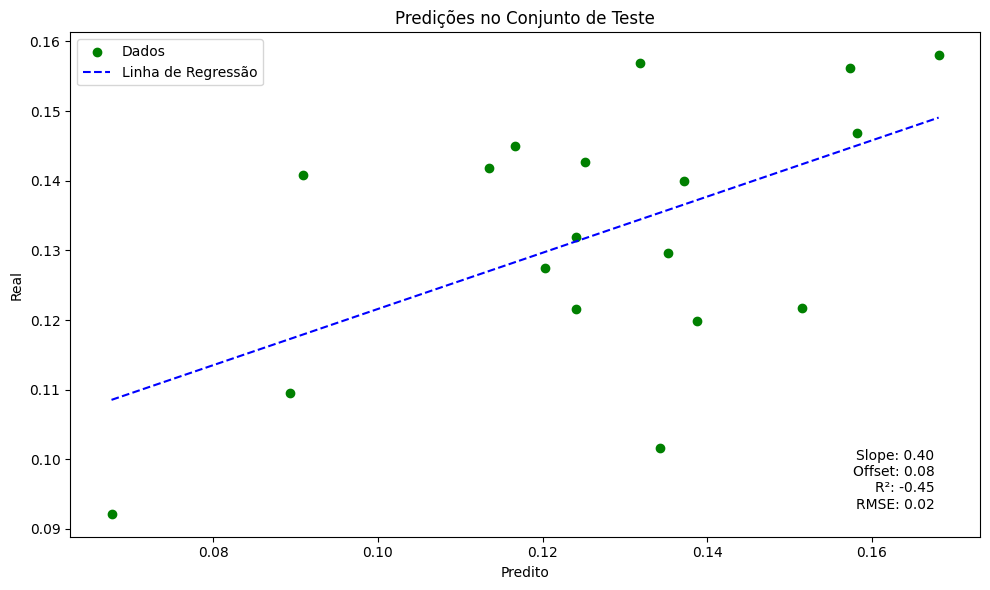 Predições no Conjunto de Teste
Dados
Linha de Regressão
0.16
0.15
0.14
0.13
0.12
0.11
0.10
0.09
Real
Slope: 0.40
Offset: 0.08
R²: -0.45
RMSE: 0.02
0.08 0.10 0.12 0.14 0.16
Predito